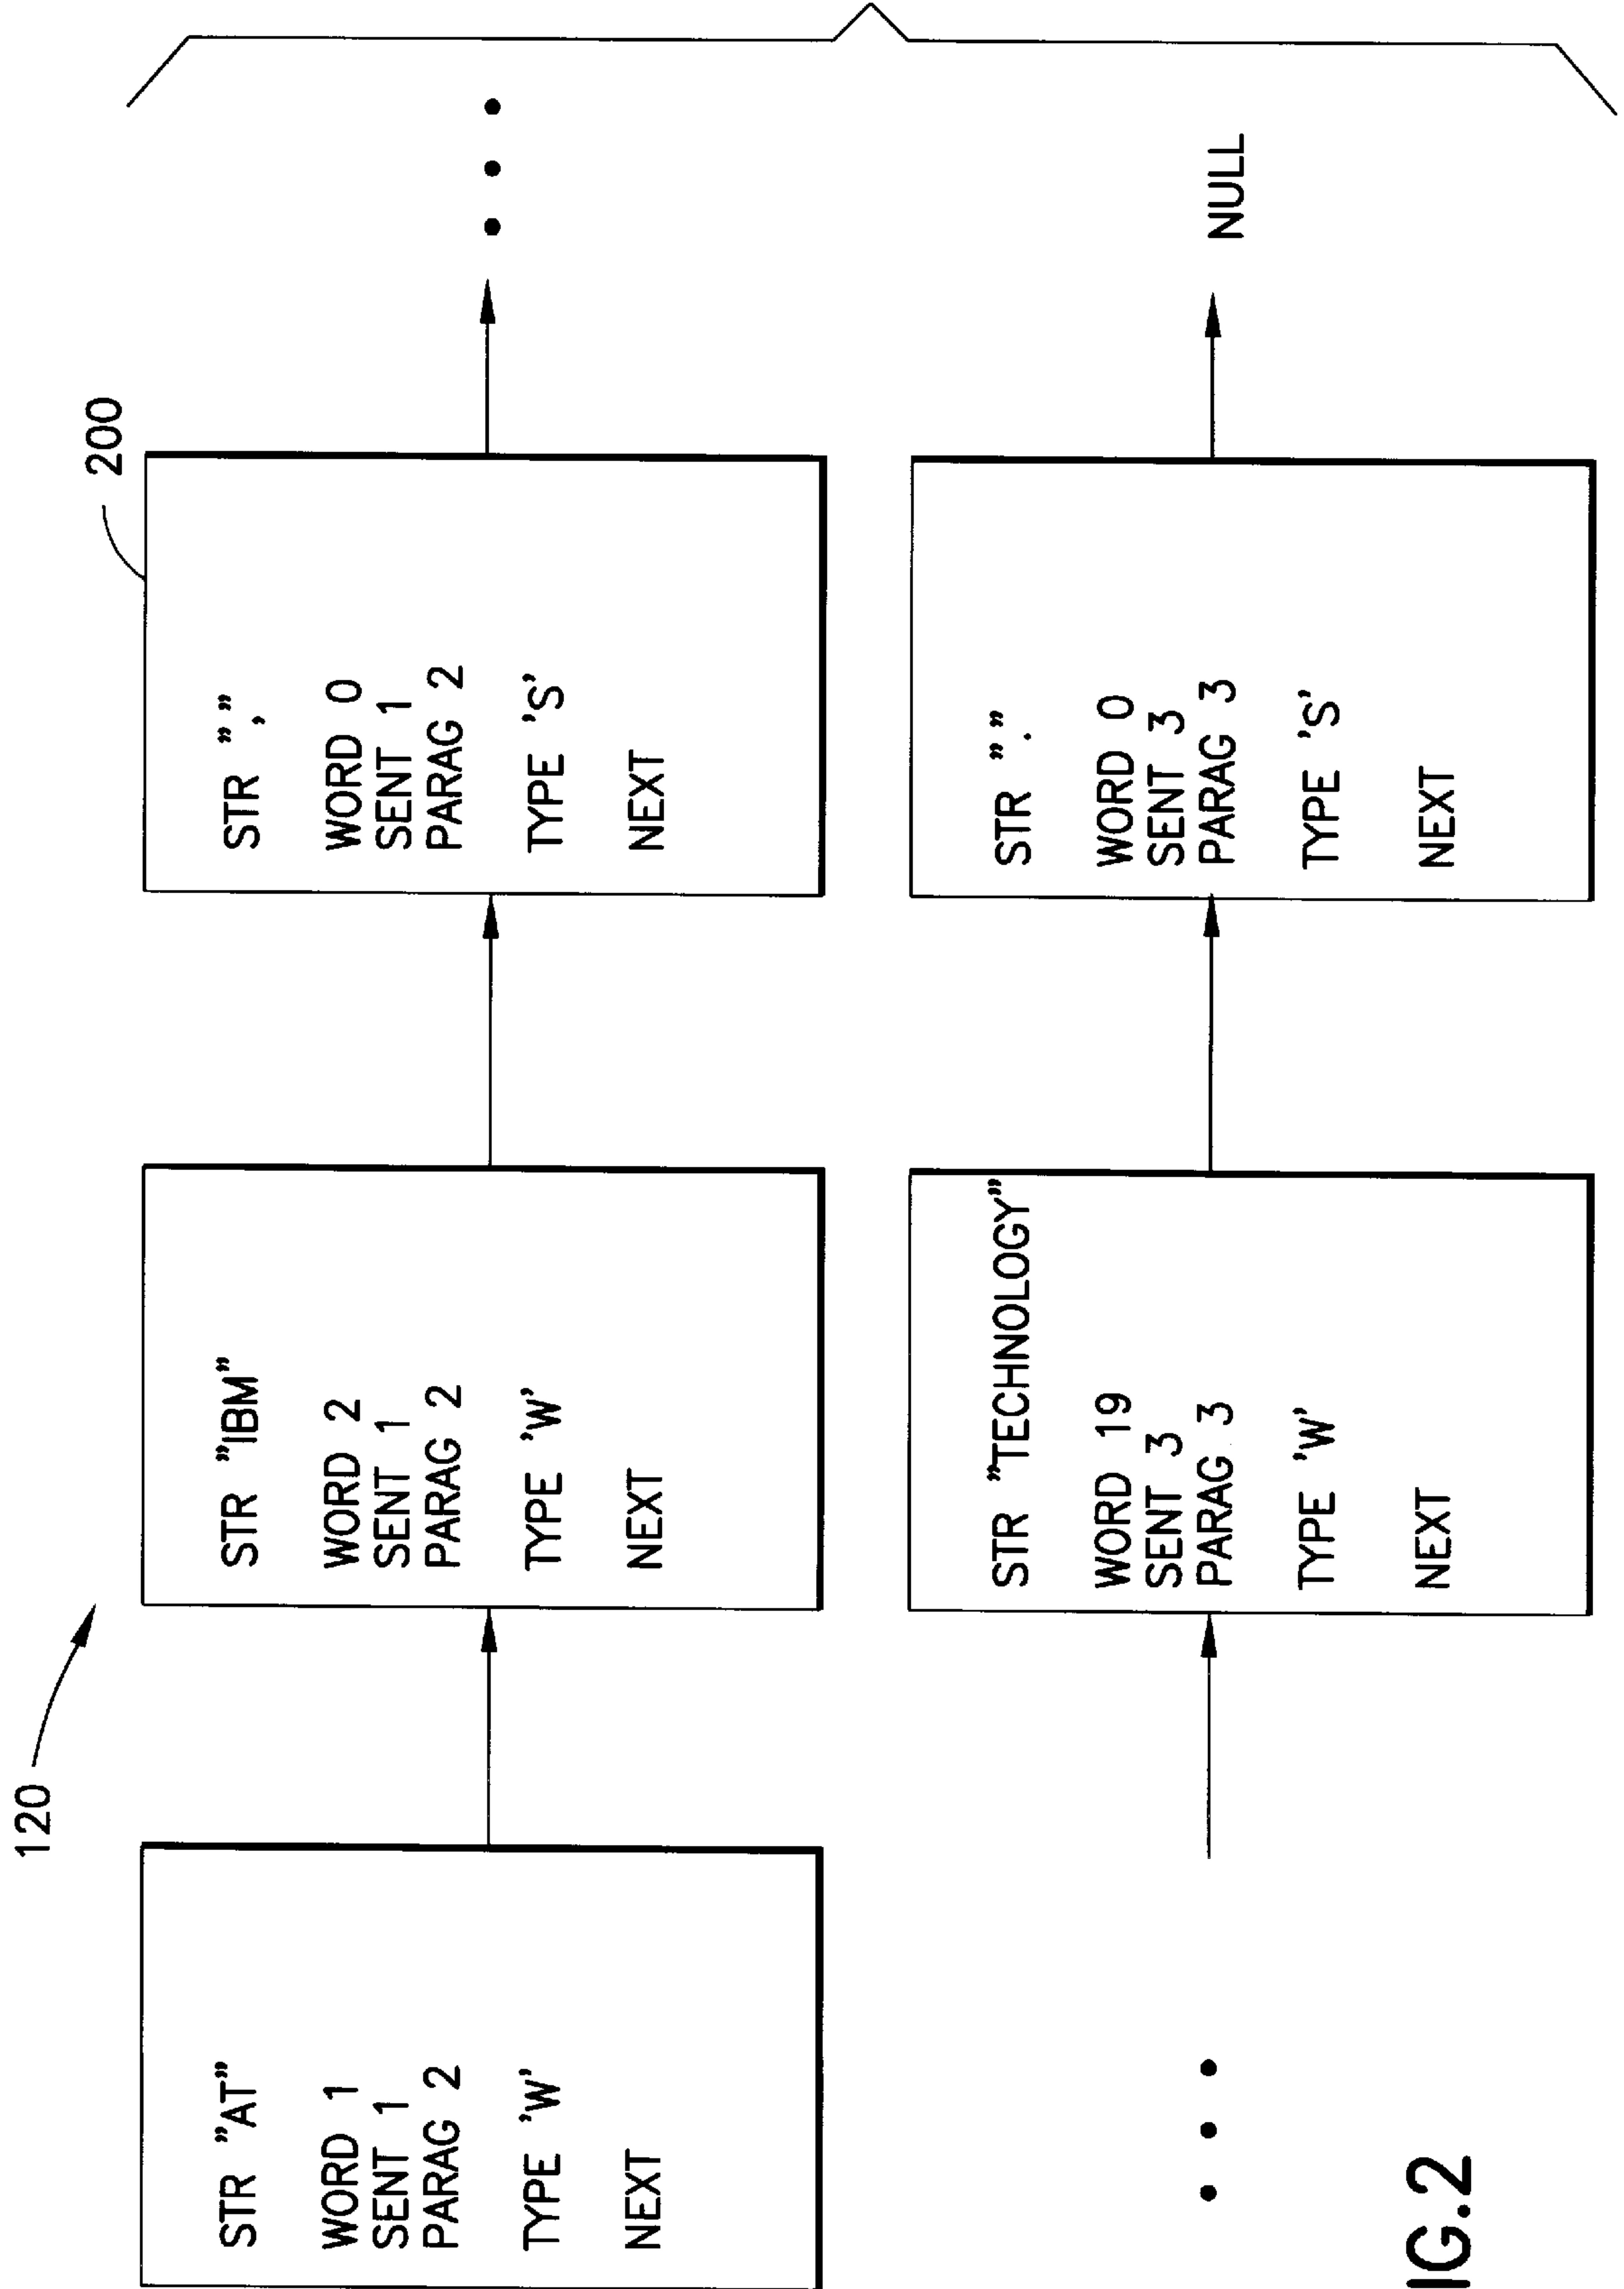 120
200
STR "AT"
WORD 1
SENT 1
PARAG 2
TYPE 'W'
NEXT
STR "IBM"
WORD 2
SENT 1
PARAG 2
TYPE 'W'
NEXT
STR ","
WORD 0
SENT 1
PARAG 2
TYPE 'S'
NEXT
• • •
• • •
STR "TECHNOLOGY"
WORD 19
SENT 3
PARAG 3
TYPE 'W'
NEXT
STR "."
WORD 0
SENT 3
PARAG 3
TYPE 'S'
NEXT
NULL
IG.2